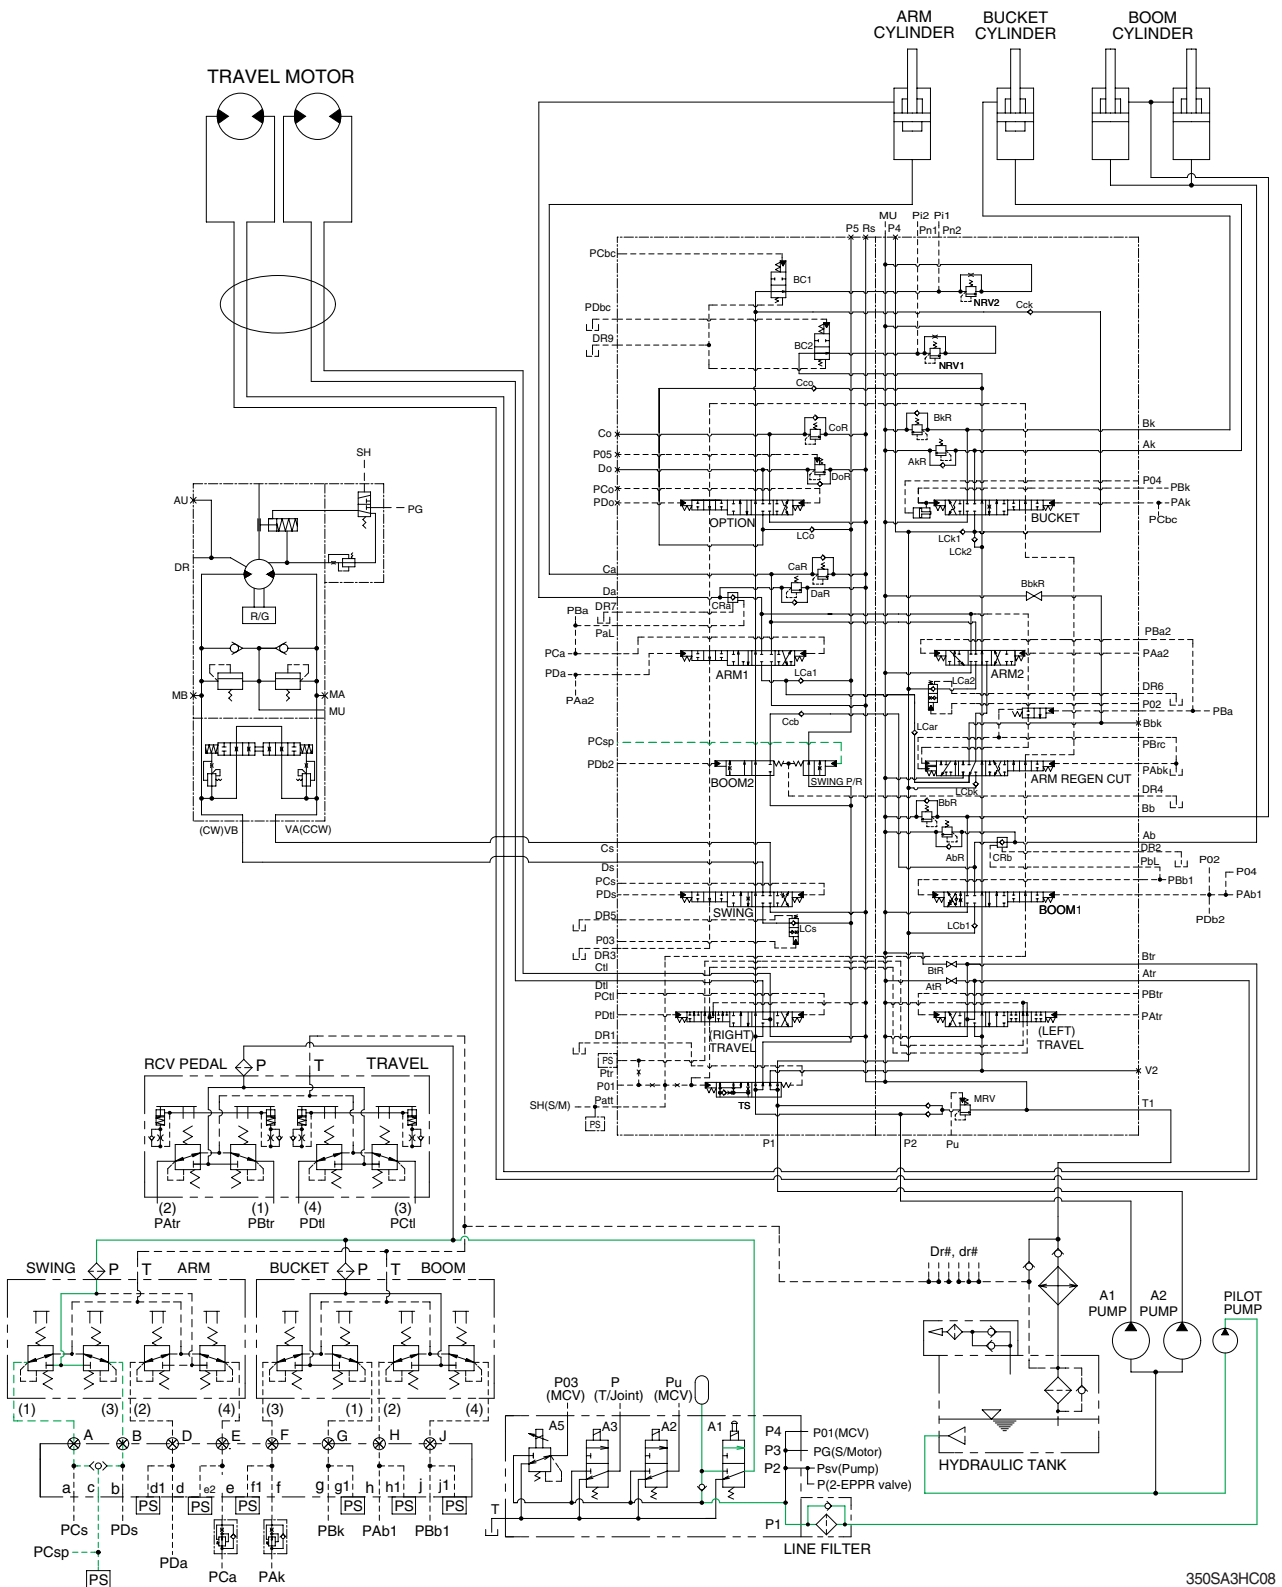 ARM
CYLINDER
BUCKET
CYLINDER
BOOM
CYLINDER
TRAVEL MOTOR
P5 Rs
MU
P4
Pi2 Pi1
Pn1 Pn2
PCbc
BC1
NRV2
Cck
PDbc
DR9
BC2
NRV1
Cco
Co
CoR
BkR
Bk
P05
Do
DoR
AkR
Ak
PCo
PDo
OPTION
LCo
P04
PBk
PAk
PCbc
BUCKET
LCk1
LCk2
SH
AU
PG
DR
R/G
MB
MA
MU
(CW)VB
VA(CCW)
Ca
CaR
Da
CRa
DaR
BbkR
PBa
DR7
PaL
PCa
PDa
PAa2
ARM1
LCa1
PBa2
PAa2
ARM2
LCa2
DR6
P02
PBa
Ccb
LCar
Bbk
PCsp
PDb2
BOOM2
SWING P/R
PBrc
PAbk
ARM REGEN CUT
LCbk
DR4
BbR
Bb
AbR
CRb
Ab
DR2
PbL
P02
P04
PBb1
PAb1
PDb2
Cs
Ds
PCs
PDs
SWING
LCs
BOOM1
LCb1
DR5
P03
DR3
Ctl
Dtl
PCtl
PDtl
(RIGHT)
TRAVEL
BtR
Btr
AtR
Atr
PBtr
PAtr
(LEFT)
TRAVEL
DR1
PS
Ptr
P01
Patt
SH(S/M)
PS
TS
V2
MRV
T1
P1
P2
Pu
RCV PEDAL
P
T
TRAVEL
(2)
PAtr
(1)
PBtr
(4)
PDtl
(3)
PCtl
SWING
P
T
ARM
BUCKET
P
T
BOOM
(1)
(3)
(2)
(4)
(3)
(1)
(2)
(4)
A
B
D
E
F
G
H
J
a
c
b
d1
d
e2
e
f1
f
g
g1
h
h1
j
j1
PS
PS
PS
PS
PS
PS
PCs
PDs
PBk
PAb1
PBb1
PCsp
PDa
PCa
PAk
PS
P03
(MCV)
P
(T/Joint)
Pu
(MCV)
A5
A3
A2
A1
P4
P01(MCV)
P3
PG(S/Motor)
P2
Psv(Pump)
P(2-EPPR valve)
T
P1
LINE FILTER
Dr#, dr#
A1
PUMP
A2
PUMP
PILOT
PUMP
HYDRAULIC TANK
350SA3HC08